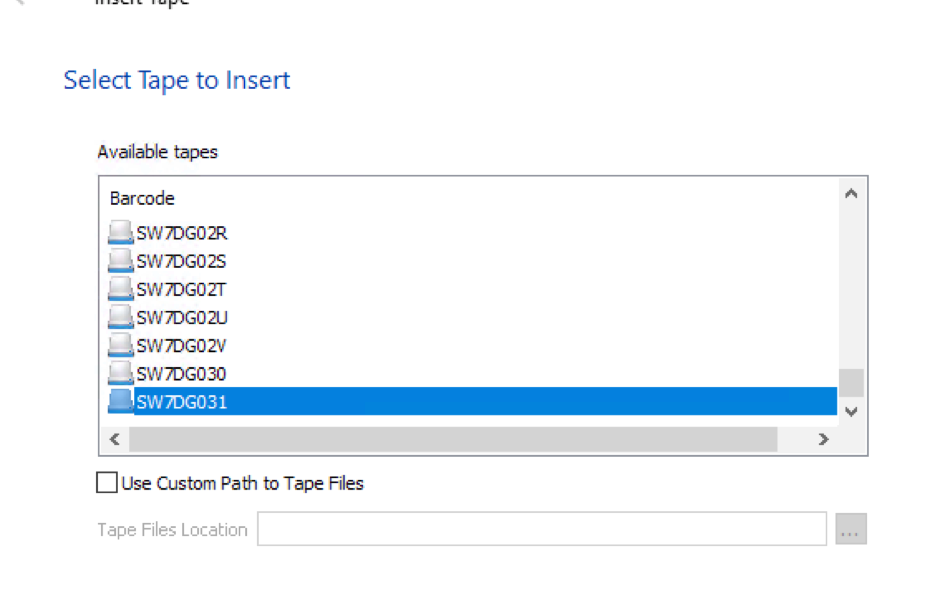 Insert Tape
Select Tape to Insert
Available tapes
Barcode
SW7DG02R
SW7DG02S
SW7DG02T
SW7DG02U
SW7DG02V
SW7DG030
SW7DG031
Use Custom Path to Tape Files
Tape Files Location
...